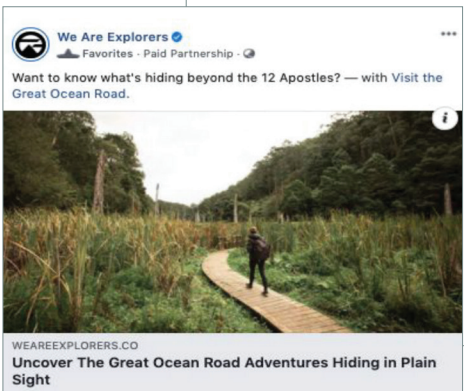 We Are Explorers
Favorites · Paid Partnership ·
Want to know what's hiding beyond the 12 Apostles? — with Visit the
Great Ocean Road.
i
WEAREEXPLORERS.CO
Uncover The Great Ocean Road Adventures Hiding in Plain
Sight